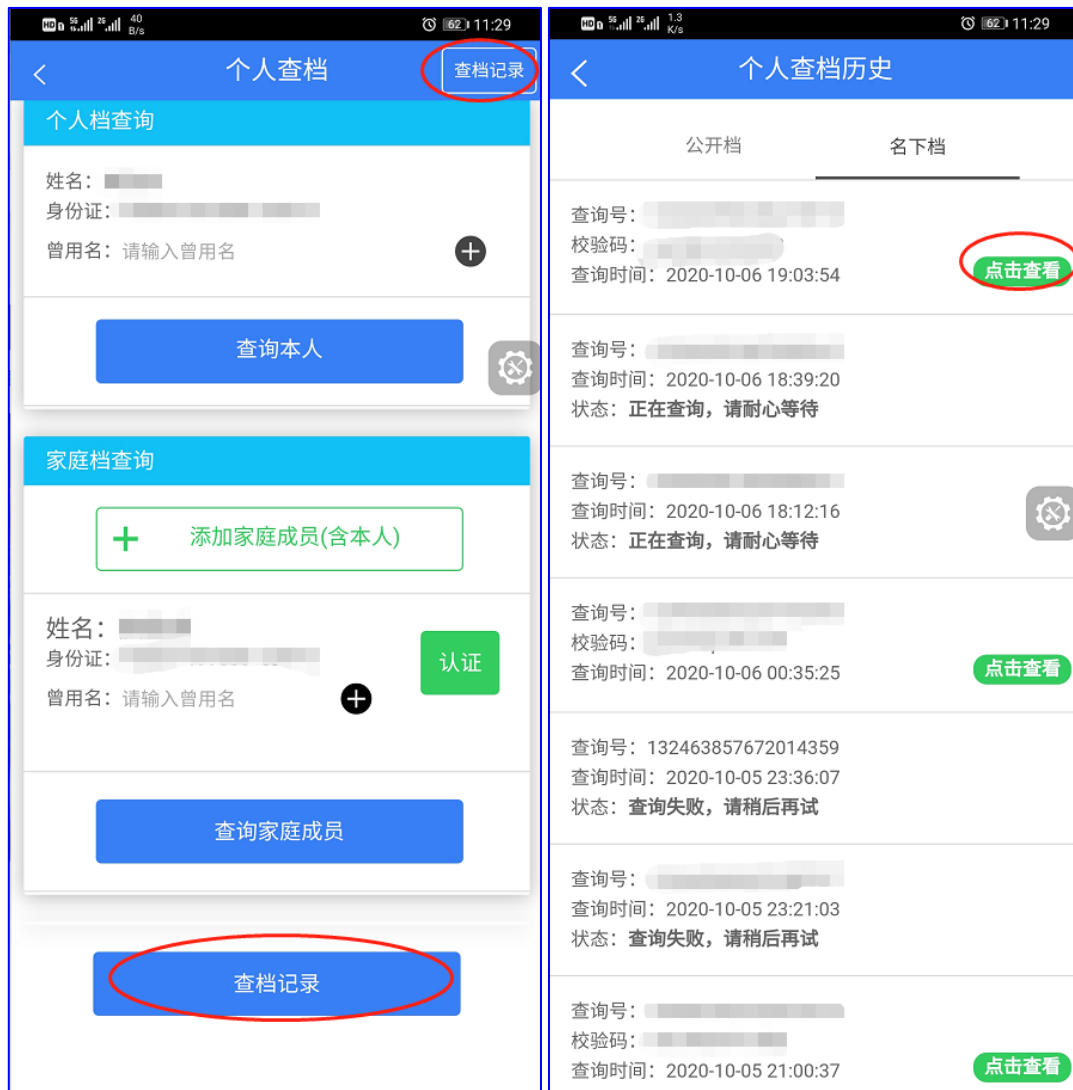 HD 5G 26 40 B/s 62 11:29
个人查档
查档记录
个人档查询
姓名：
身份证：
曾用名：请输入曾用名
查询本人
家庭档查询
添加家庭成员(含本人)
姓名：
身份证：
曾用名：请输入曾用名
认证
查询家庭成员
查档记录
HD 26 1.3 K/s 62 11:29
个人查档历史
公开档 名下档
查询号：
校验码：
查询时间：2020-10-06 19:03:54
点击查看
查询号：
查询时间：2020-10-06 18:39:20
状态：正在查询，请耐心等待
查询号：
查询时间：2020-10-06 18:12:16
状态：正在查询，请耐心等待
查询号：
校验码：
查询时间：2020-10-06 00:35:25
点击查看
查询号：132463857672014359
查询时间：2020-10-05 23:36:07
状态：查询失败，请稍后再试
查询号：
查询时间：2020-10-05 23:21:03
状态：查询失败，请稍后再试
查询号：
校验码：
查询时间：2020-10-05 21:00:37
点击查看